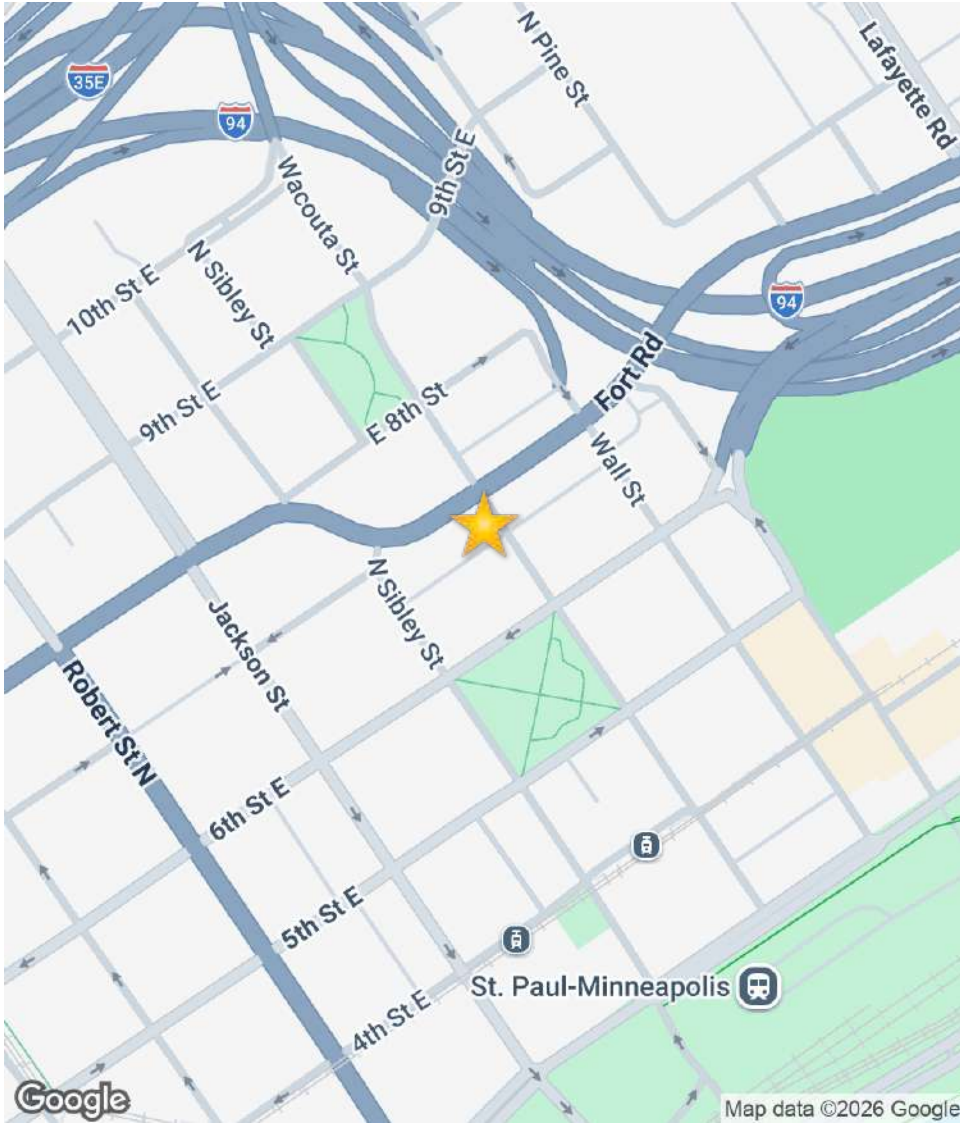 N Pine St
Lafayette Rd
35E
94
Wacouta St
9th St E
N Sibley St
10th St E
94
Fort Rd
9th St E
E 8th St
Wall St
N Sibley St
Jackson St
Robert St N
6th St E
5th St E
St. Paul-Minneapolis
4th St E
Google
Map data ©2026 Google